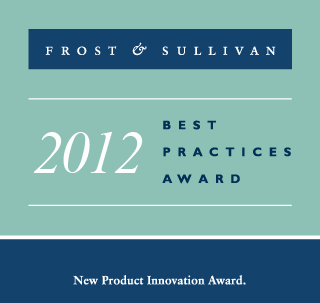 FROST & SULLIVAN
2012
BEST
PRACTICES
AWARD
New Product Innovation Award.